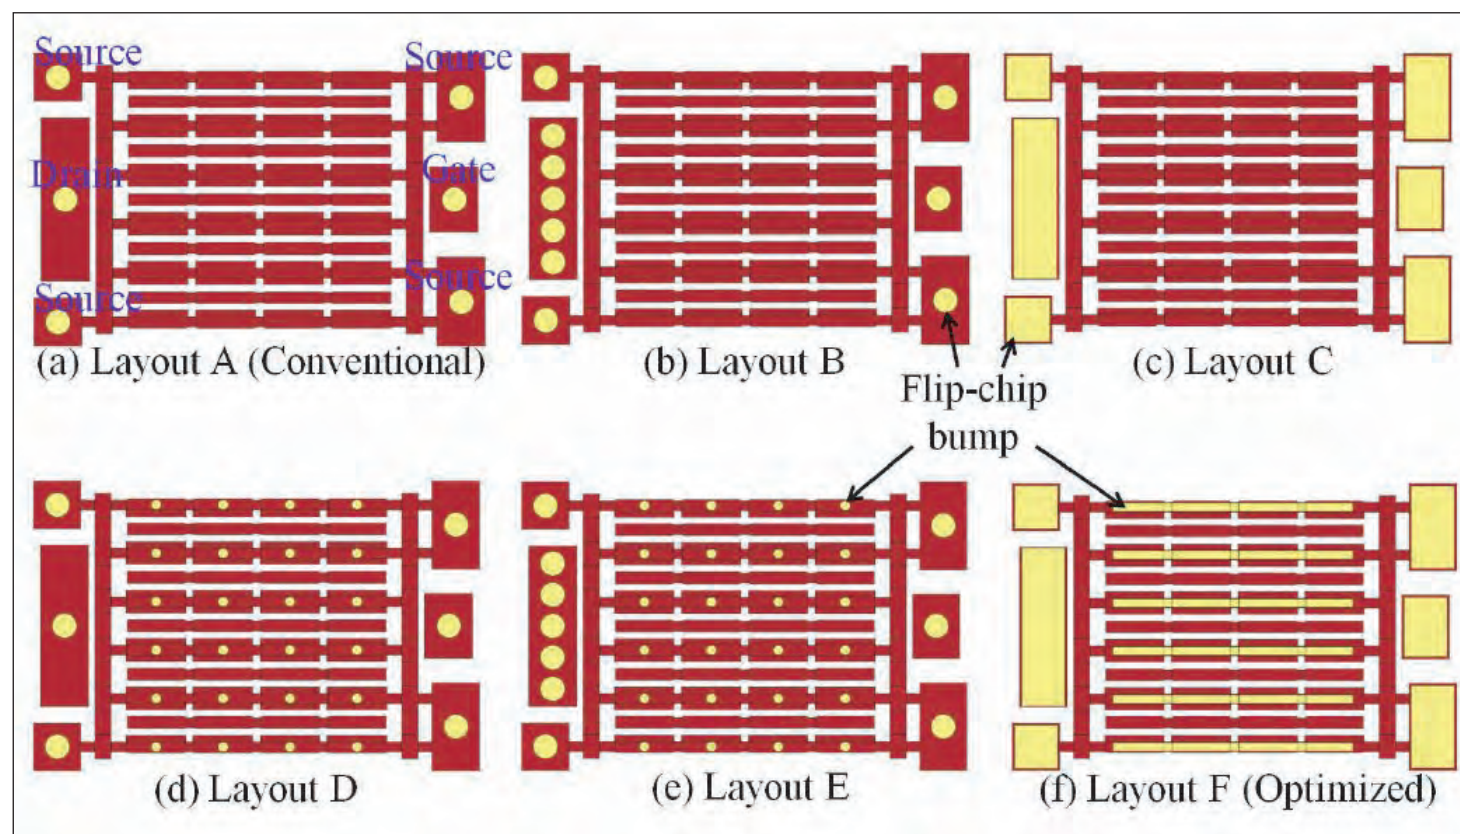 Source
Source
Drain
Gate
Source
Source
(a) Layout A (Conventional)
(b) Layout B
(c) Layout C
Flip-chip
bump
(d) Layout D
(e) Layout E
(f) Layout F (Optimized)